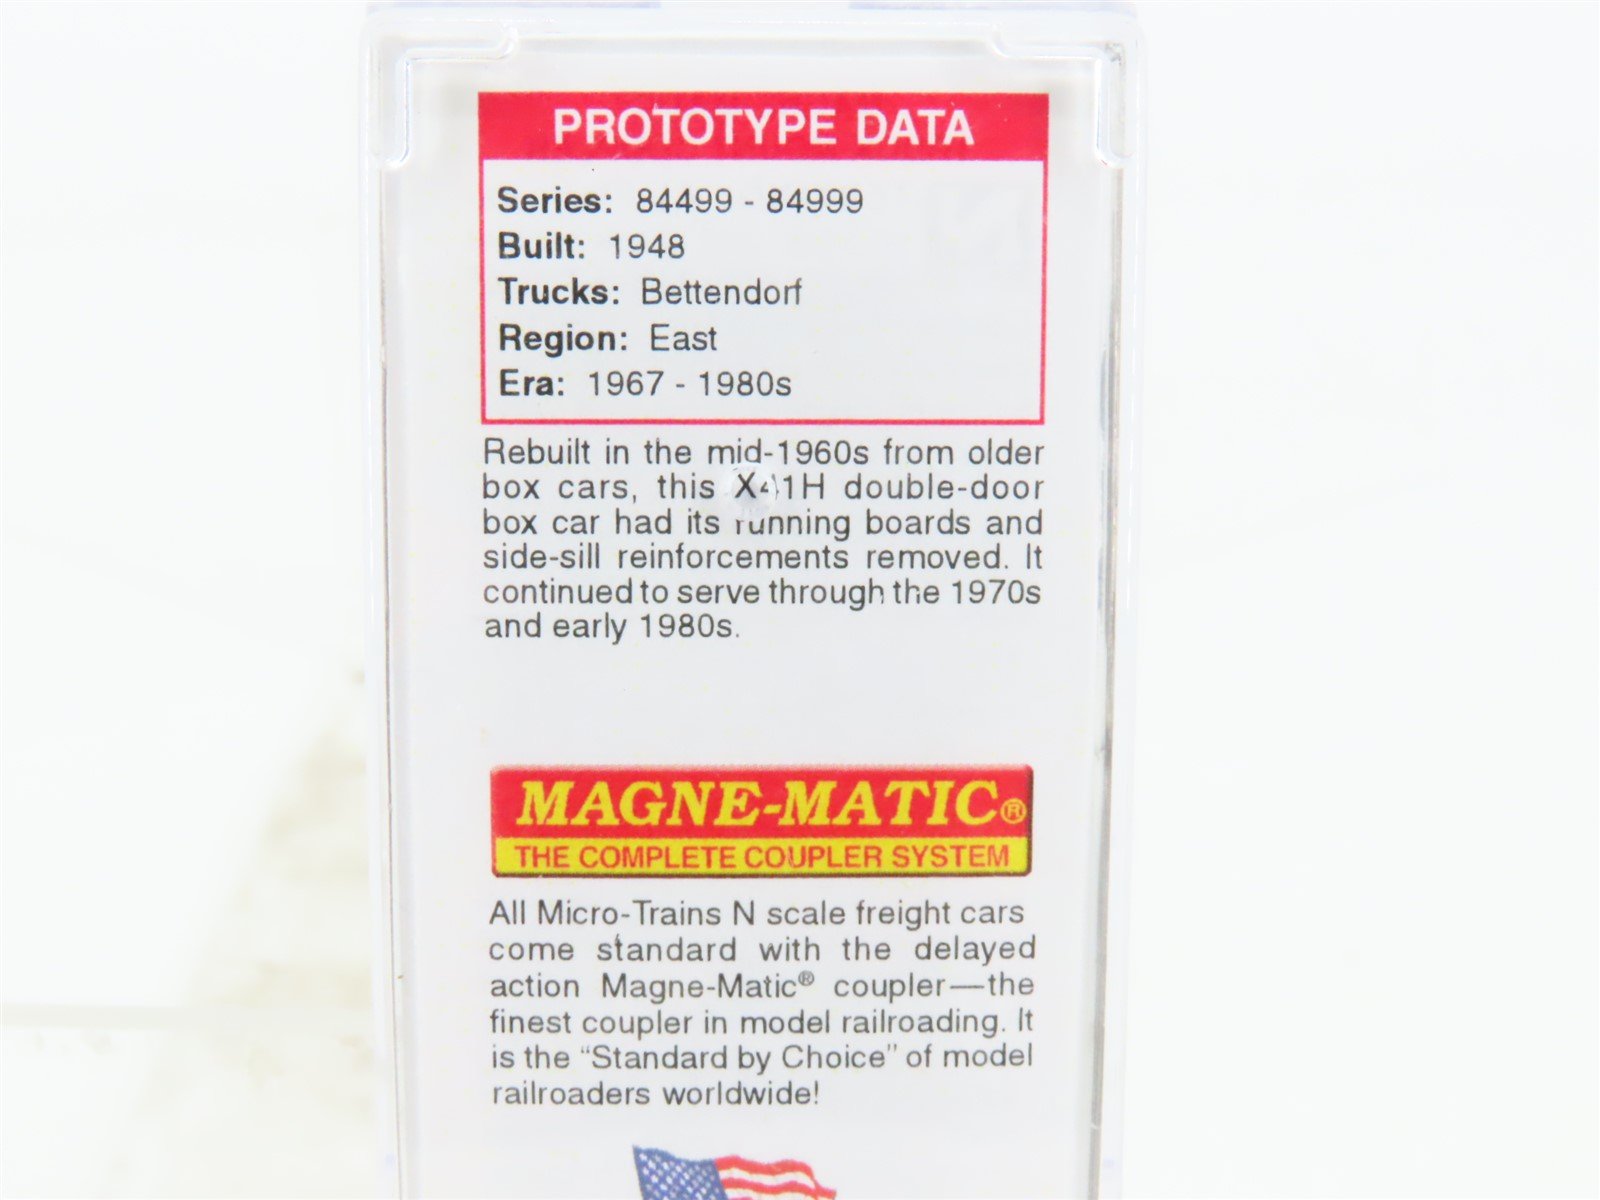 PROTOTYPE DATA
Series: 84499 - 84999
Built: 1948
Trucks: Bettendorf
Region: East
Era: 1967 - 1980s
Rebuilt in the mid-1960s from older
box cars, this X41H double-door
box car had its running boards and
side-sill reinforcements removed. It
continued to serve through the 1970s
and early 1980s.
MAGNE-MATIC®
THE COMPLETE COUPLER SYSTEM
All Micro-Trains N scale freight cars
come standard with the delayed
action Magne-Matic® coupler—the
finest coupler in model railroading. It
is the “Standard by Choice” of model
railroaders worldwide!